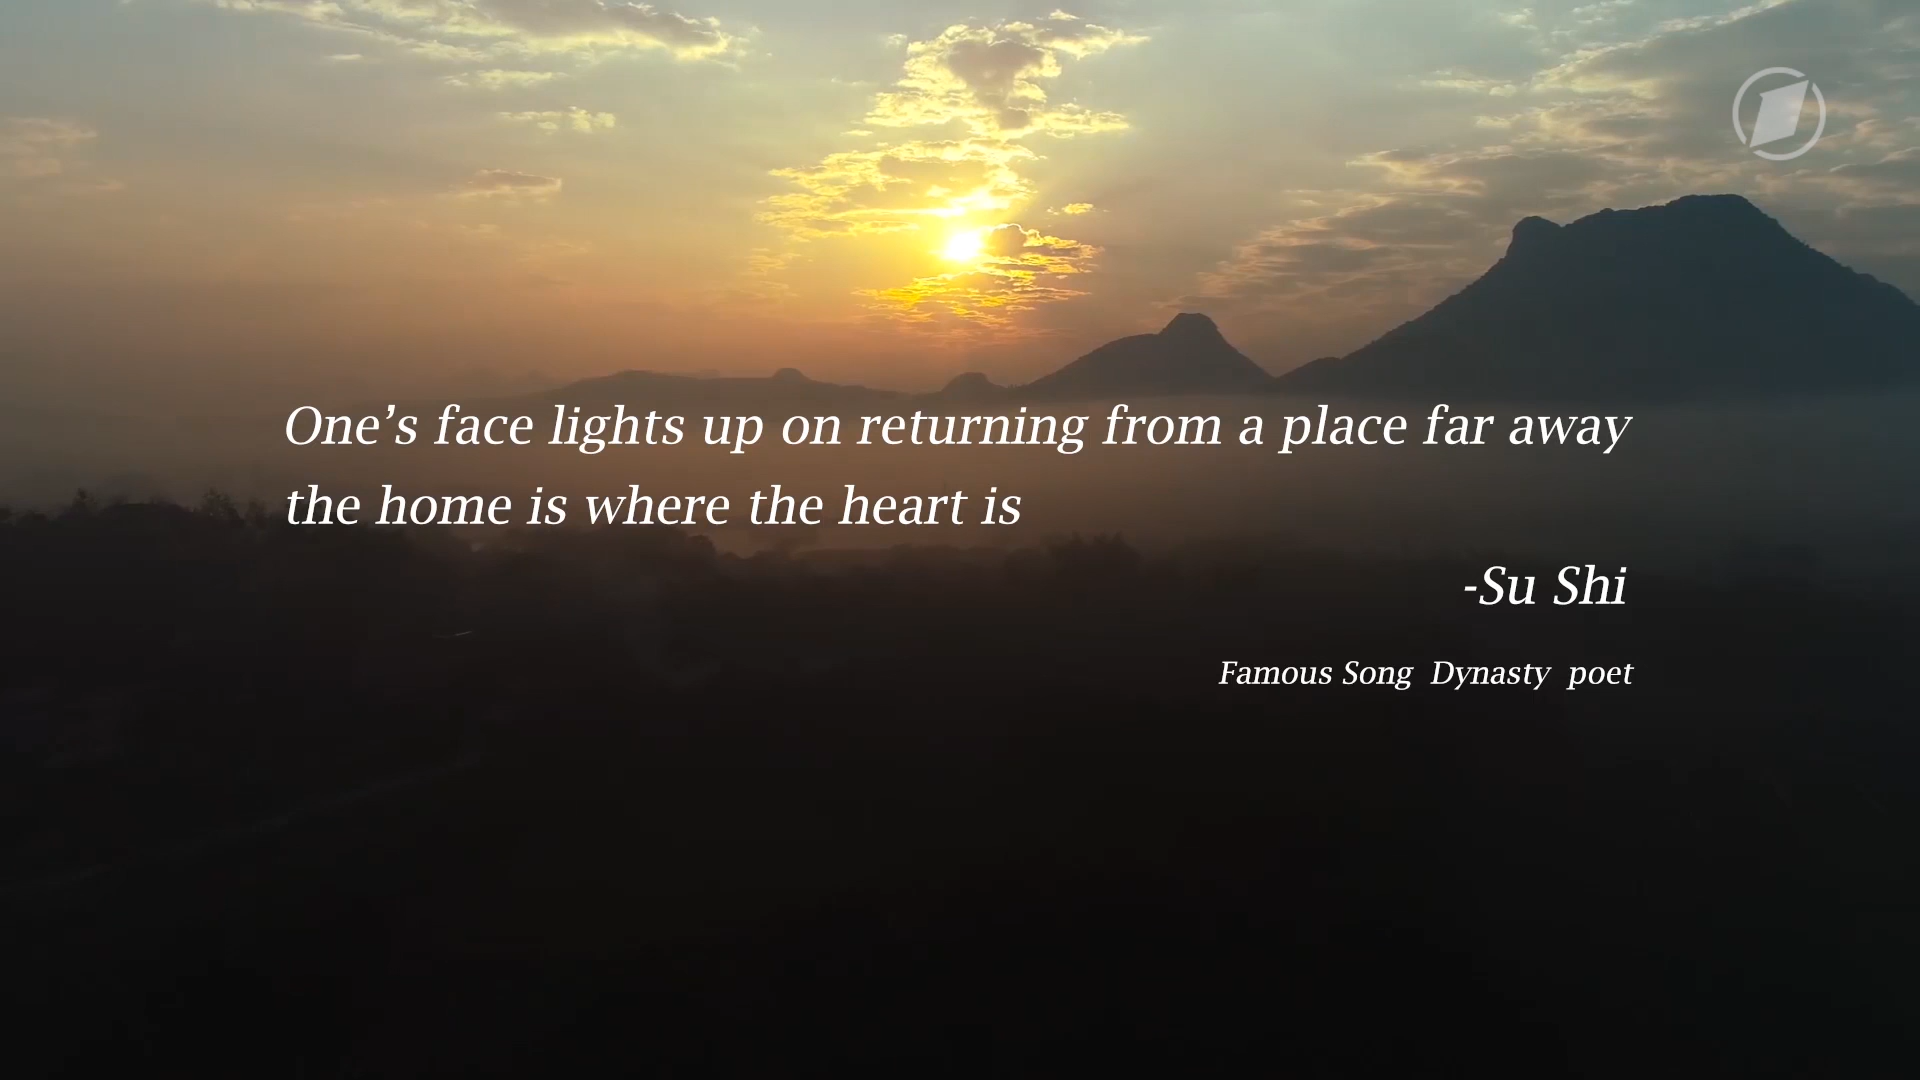 One’s face lights up on returning from a place far away
the home is where the heart is
-Su Shi
Famous Song Dynasty poet